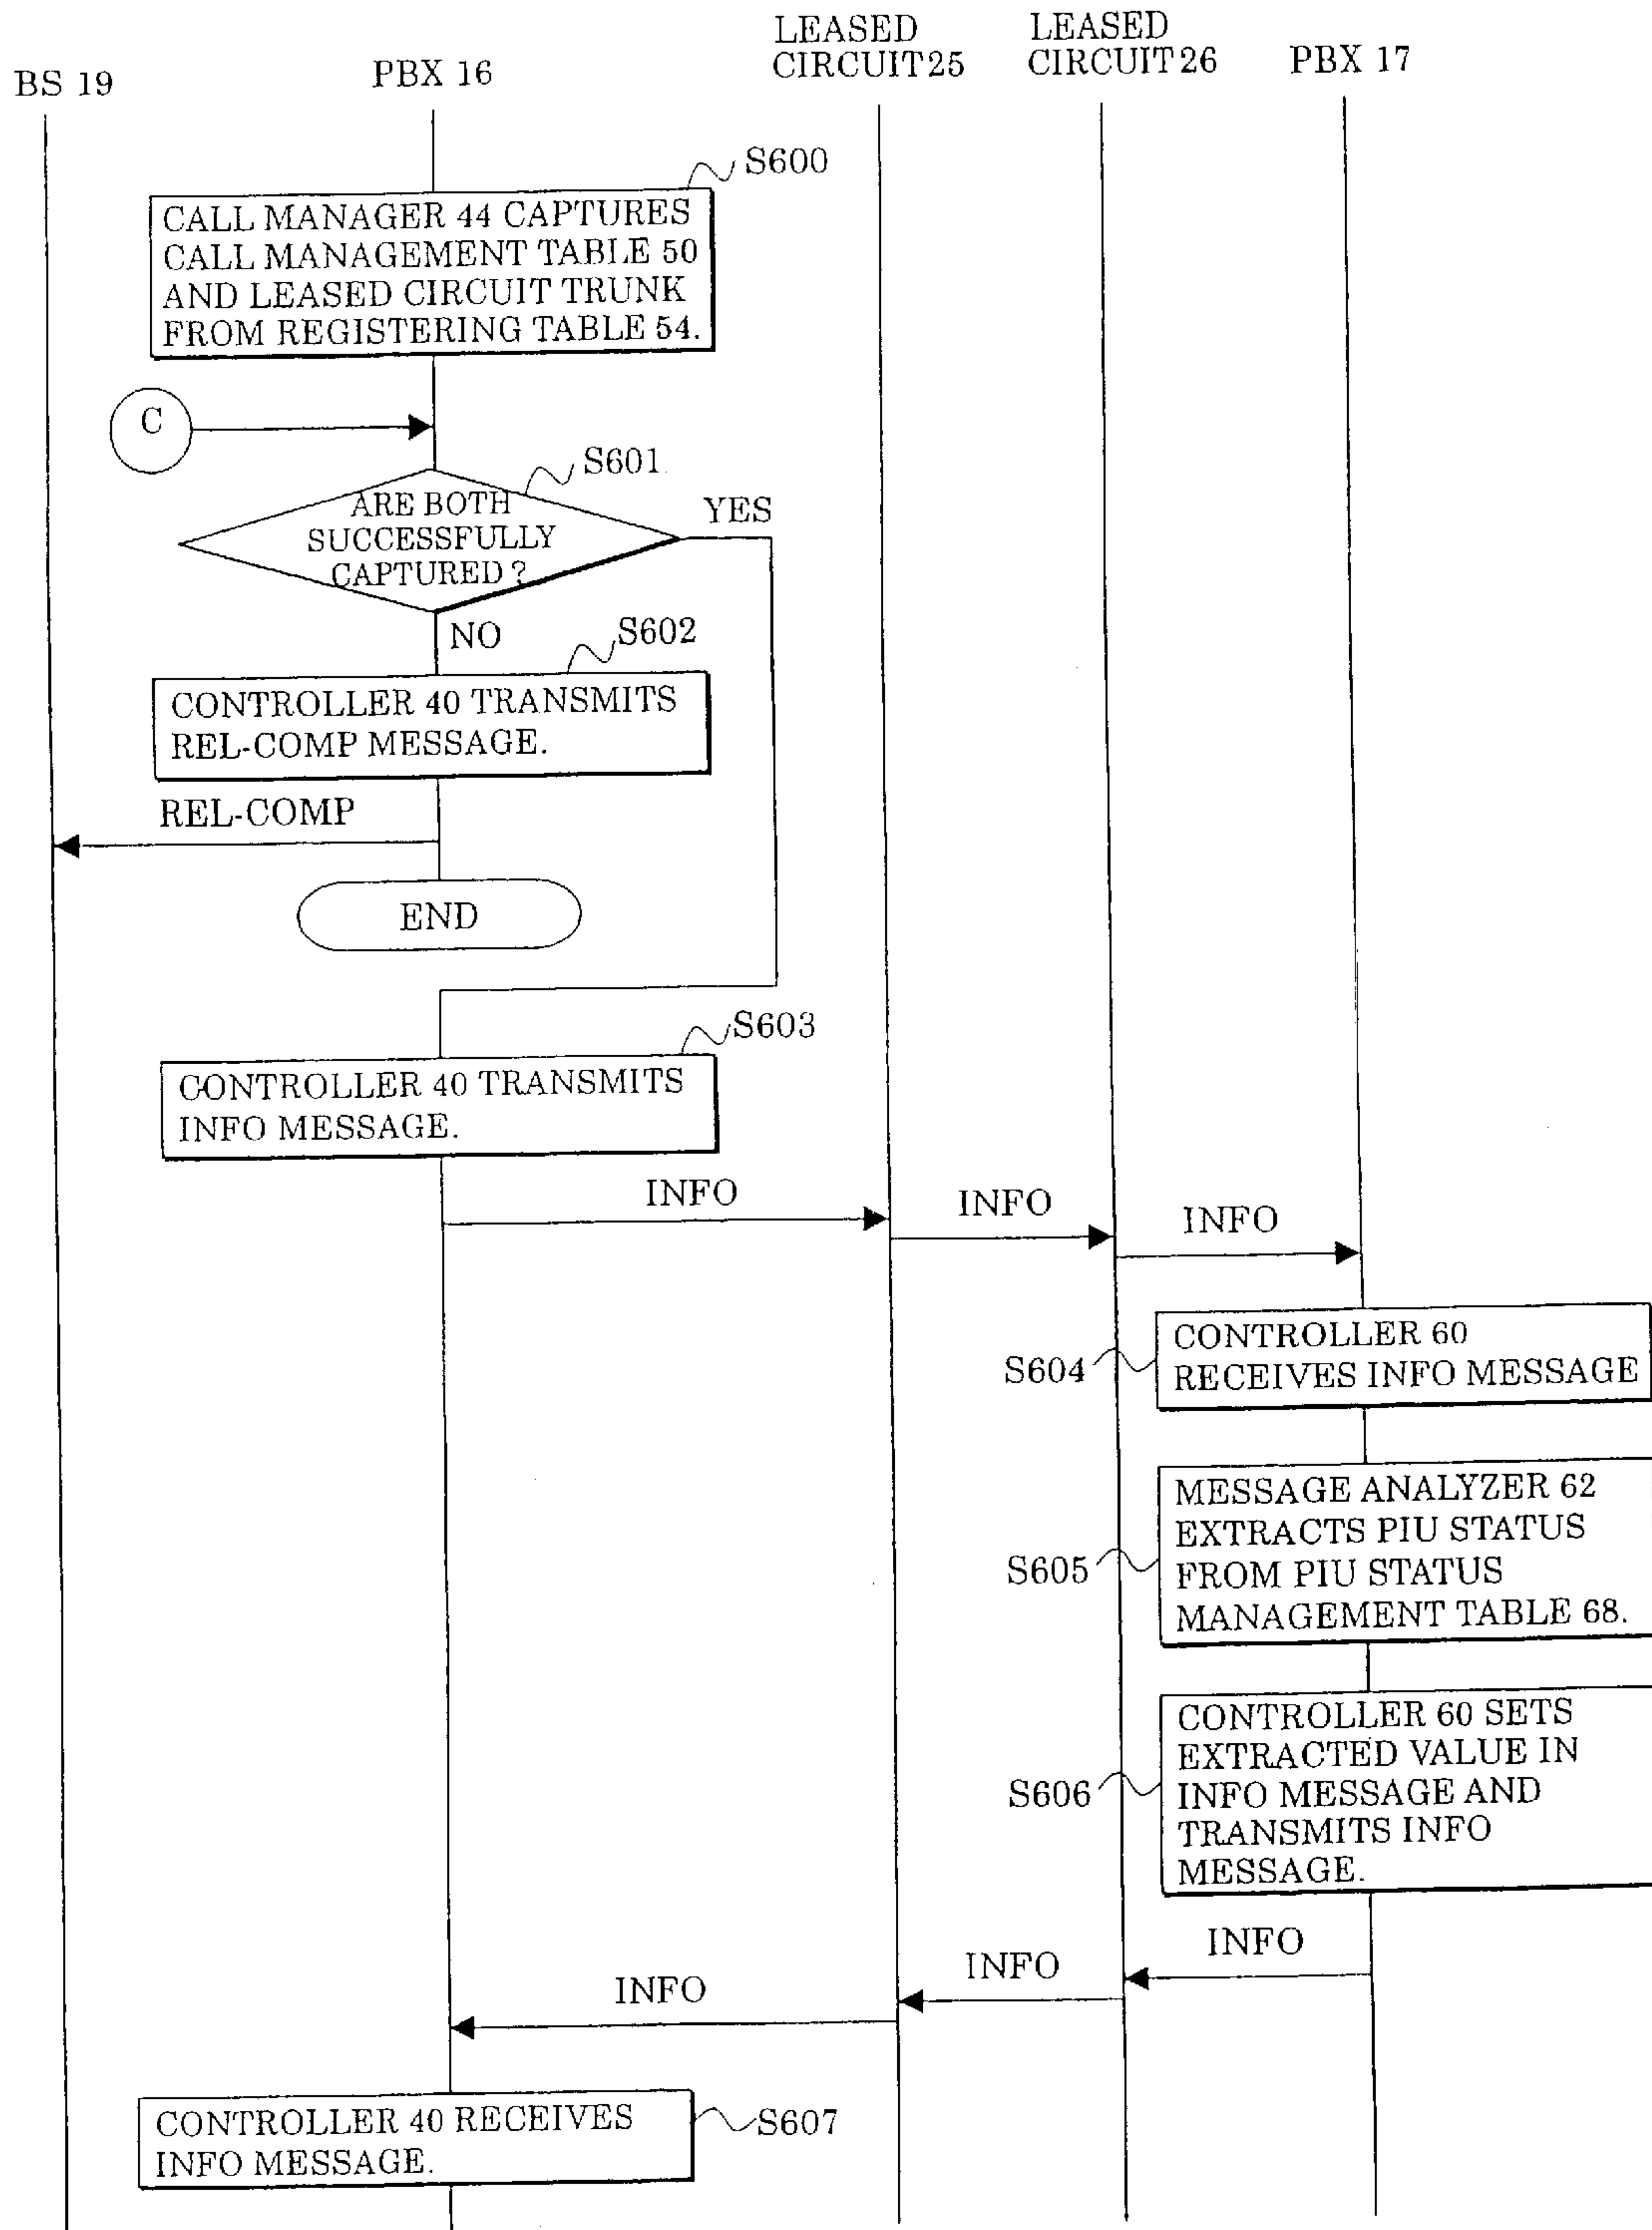 BS 19
PBX 16
LEASED
CIRCUIT 25
LEASED
CIRCUIT 26
PBX 17
S600
CALL MANAGER 44 CAPTURES
CALL MANAGEMENT TABLE 50
AND LEASED CIRCUIT TRUNK
FROM REGISTERING TABLE 54.
C
S601
ARE BOTH
SUCCESSFULLY
CAPTURED ?
YES
NO
S602
CONTROLLER 40 TRANSMITS
REL-COMP MESSAGE.
REL-COMP
END
S603
CONTROLLER 40 TRANSMITS
INFO MESSAGE.
INFO
INFO
INFO
S604
CONTROLLER 60
RECEIVES INFO MESSAGE
S605
MESSAGE ANALYZER 62
EXTRACTS PIU STATUS
FROM PIU STATUS
MANAGEMENT TABLE 68.
S606
CONTROLLER 60 SETS
EXTRACTED VALUE IN
INFO MESSAGE AND
TRANSMITS INFO
MESSAGE.
INFO
INFO
INFO
CONTROLLER 40 RECEIVES
INFO MESSAGE.
S607